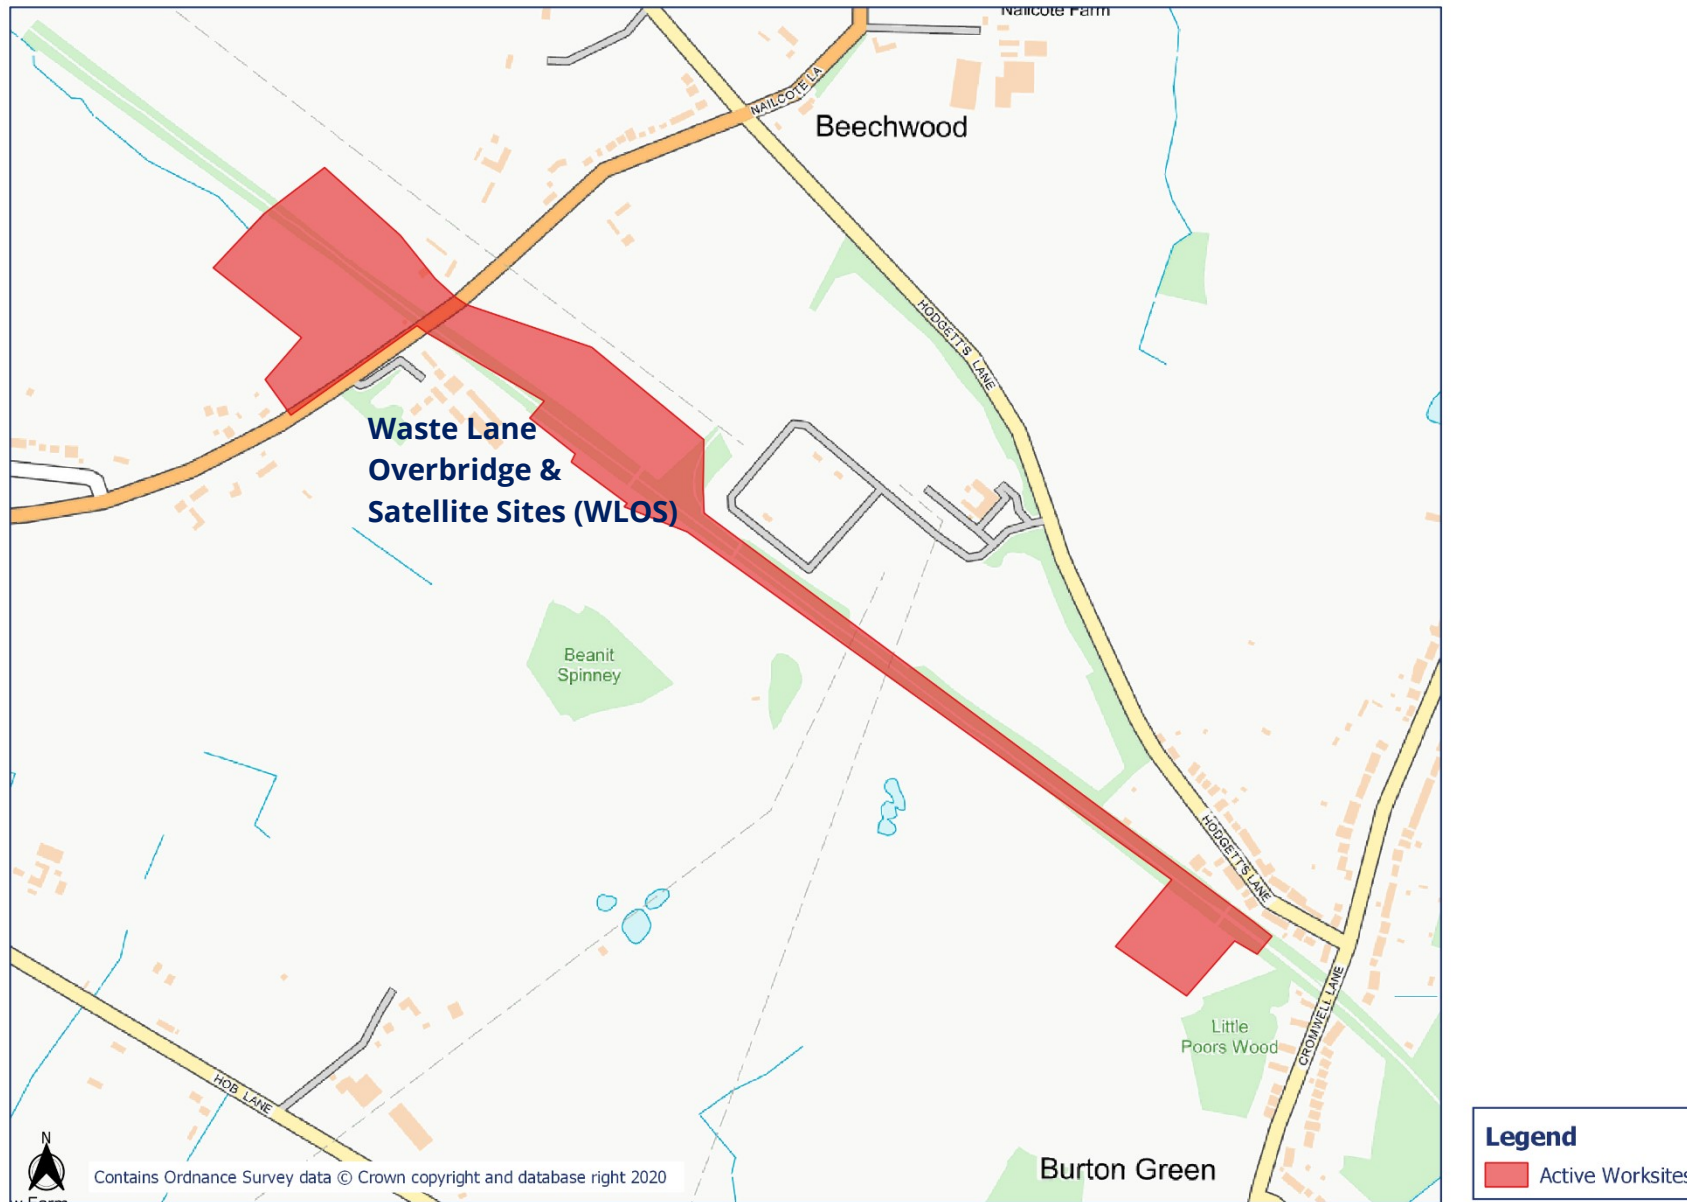 Nailcote Farm
NAILCOTE LA
Beechwood
HODGETT'S LANE
Waste Lane
Overbridge &
Satellite Sites (WLOS)
Beanit
Spinney
HODGETT'S LANE
CROMWELL LANE
Little
Poors Wood
HOB LANE
N
Contains Ordnance Survey data © Crown copyright and database right 2020
w Farm
Burton Green
Legend
Active Worksites